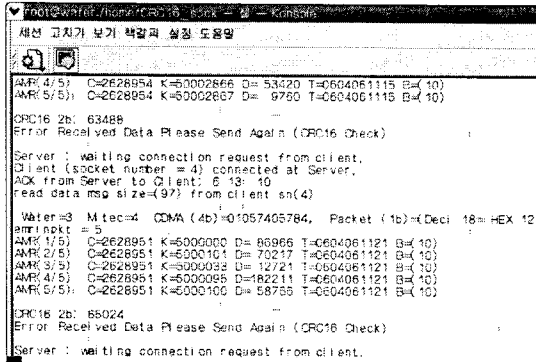 root@water:/home/CRC16_sock - 셸 - Konsole
세션 고치기 보기 책갈피 설정 도움말
AMR(4/5): C=2628954 K=50002866 D= 53420 T=0604061115 B=(10)
AMR(5/5): C=2628954 K=50002867 D= 9760 T=0604061115 B=(10)
CRC16 2b: 63488
Error Received Data Please Send Again (CRC16 Check)
Server : waiting connection request from client.
Client (socket number = 4) connected at Server.
ACK from Server to Client: 6 13: 10
read data msg size=(97) from client sn(4)
Water=3 Mtec=4 CDMA (4b)=01057405784, Packet (1b)=(Deci 18= HEX 12
amrinpkt = 5
AMR(1/5): C=2628951 K=5000000 D= 86966 T=0604061121 B=(10)
AMR(2/5): C=2628951 K=5000101 D= 70217 T=0604061121 B=(10)
AMR(3/5): C=2628951 K=5000033 D= 12721 T=0604061121 B=(10)
AMR(4/5): C=2628951 K=5000095 D=182211 T=0604061121 B=(10)
AMR(5/5): C=2628951 K=5000100 D= 58766 T=0604061121 B=(10)
CRC16 2b: 65024
Error Received Data Please Send Again (CRC16 Check)
Server : waiting connection request from client.